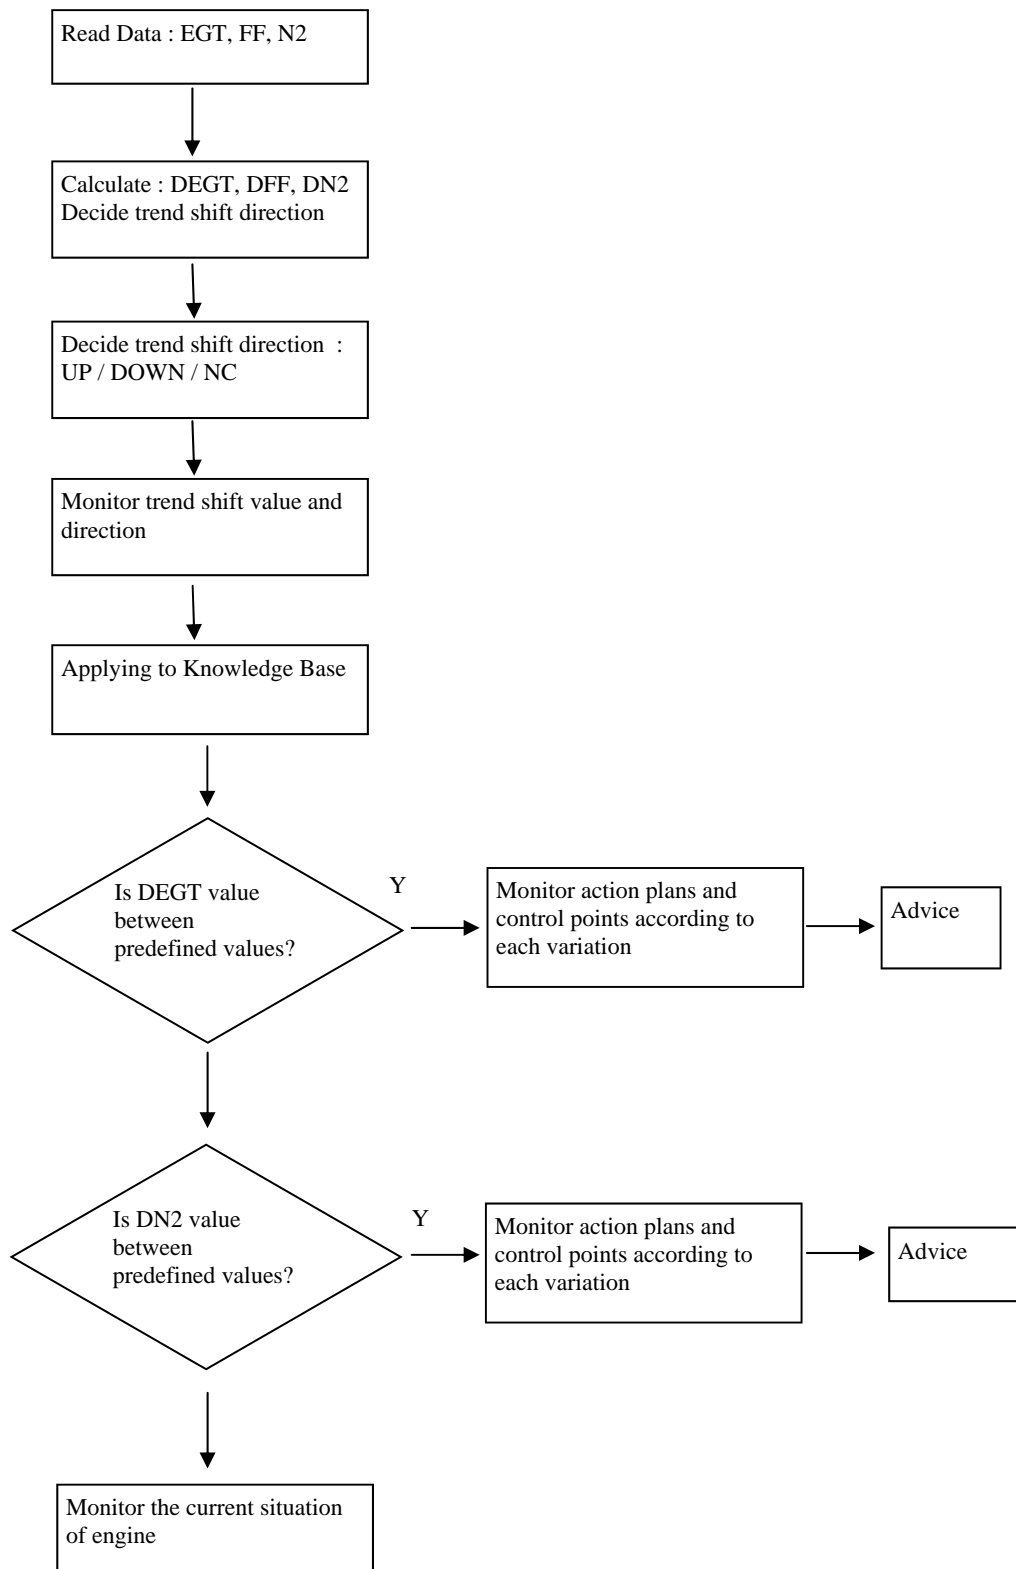 Read Data : EGT, FF, N2
Calculate : DEGT, DFF, DN2
Decide trend shift direction
Decide trend shift direction  :
UP / DOWN / NC
Monitor trend shift value and
direction
Applying to Knowledge Base
Is DEGT value
between
predefined values?
Y
Monitor action plans and
control points according to
each variation
Advice
Is DN2 value
between
predefined values?
Y
Monitor action plans and
control points according to
each variation
Advice
Monitor the current situation
of engine